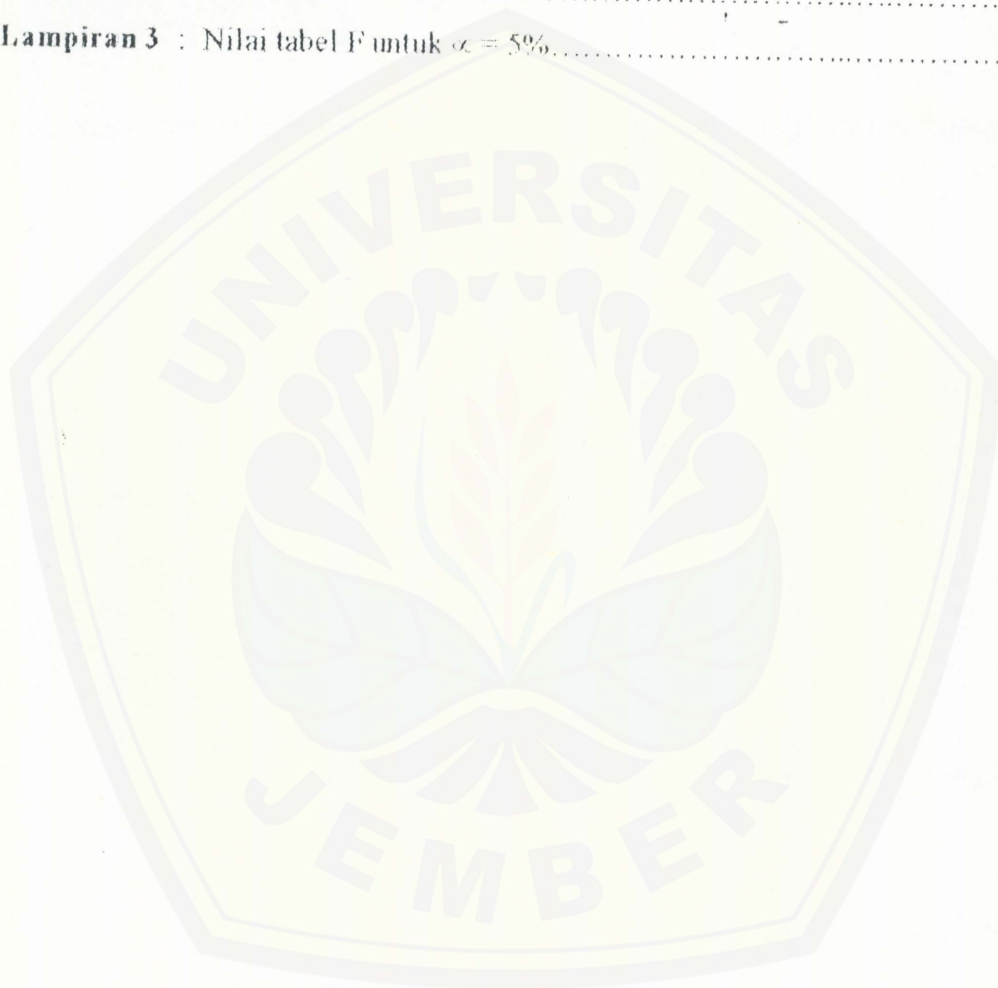 Lampiran 3 : Nilai tabel F untuk ∝ = 5%......................................................
UNIVERSITAS
JEMBER